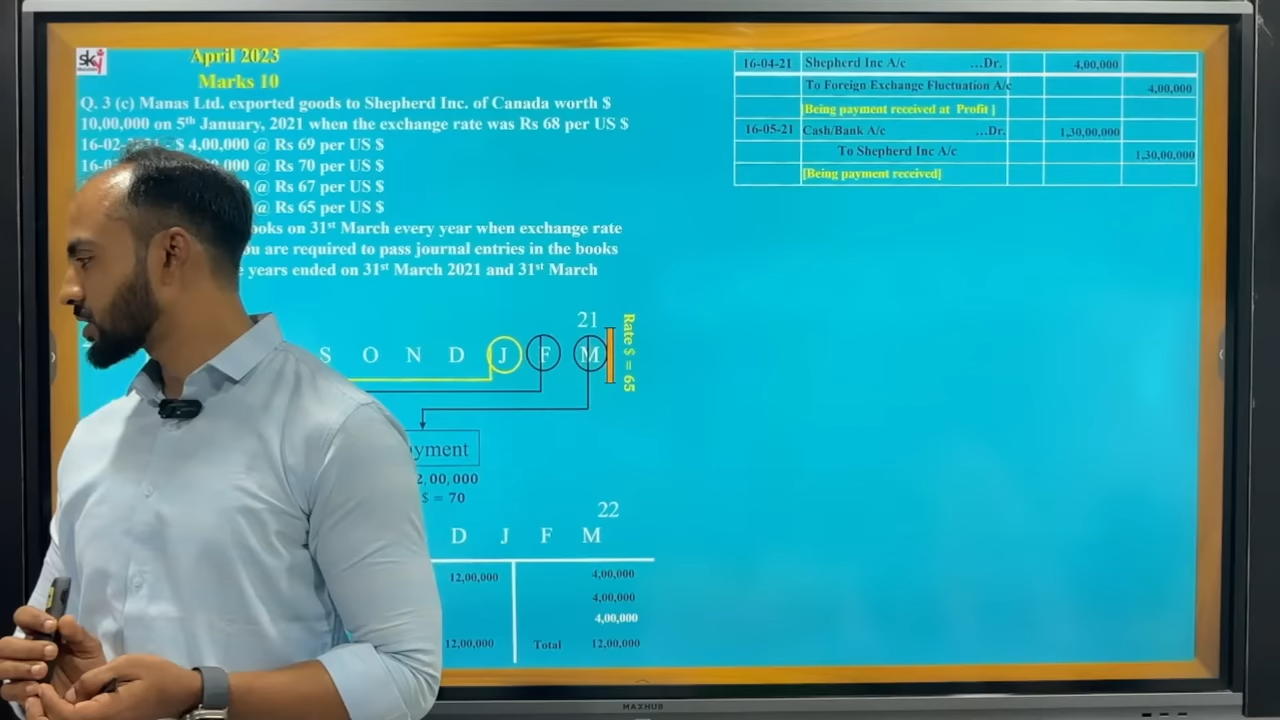 sky
April 2023
Marks 10
Q. 3 (c) Manas Ltd. exported goods to Shepherd Inc. of Canada worth $
10,00,000 on 5th January, 2021 when the exchange rate was Rs 68 per US $
$ 4,00,000 @ Rs 69 per US $
@ Rs 70 per US $
@ Rs 67 per US $
@ Rs 65 per US $
on 31st March every year when exchange rate
are required to pass journal entries in the books
years ended on 31st March 2021 and 31st March
21
S O N D J F M
Rate $ = 65
2,00,000
$ = 70
22
D J F M
12,00,000 4,00,000
4,00,000
4,00,000
12,00,000 Total 12,00,000
16-04-21 Shepherd Inc A/c ...Dr. 4,00,000
To Foreign Exchange Fluctuation A/c 4,00,000
[Being payment received at Profit ]
16-05-21 Cash/Bank A/c ...Dr. 1,30,00,000
To Shepherd Inc A/c 1,30,00,000
[Being payment received]
MAXHUB